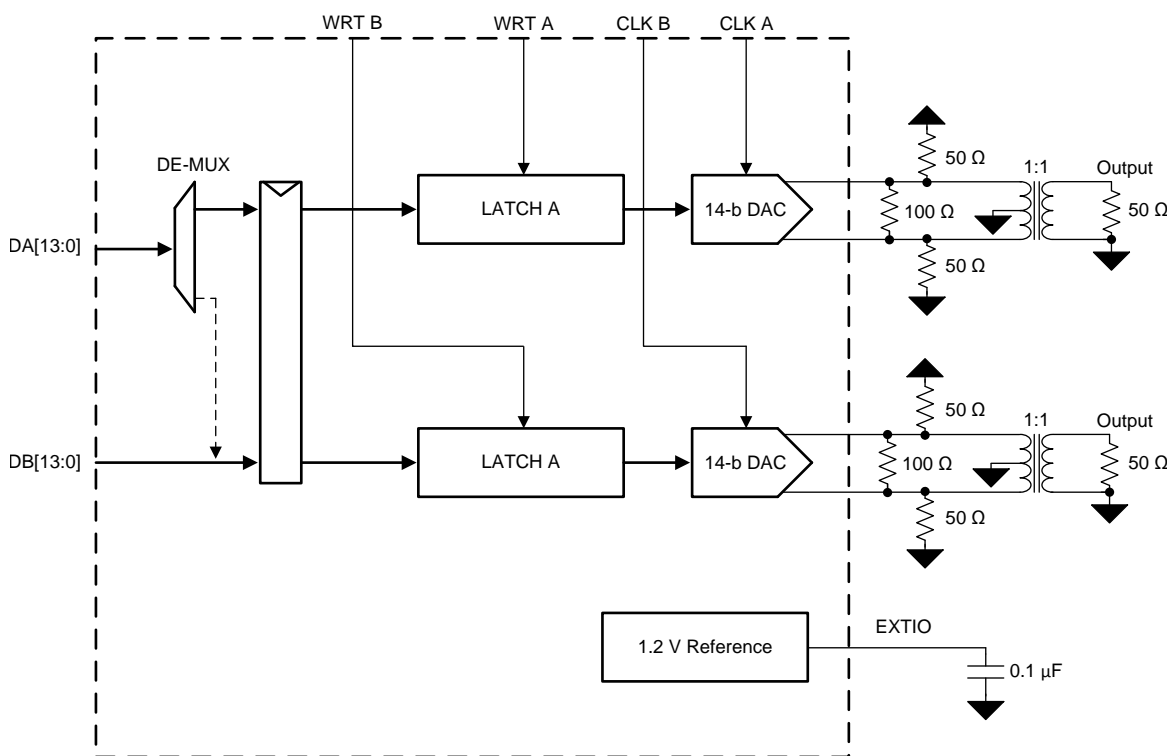 WRT B
WRT A
CLK B
CLK A
DE-MUX
DA[13:0]
LATCH A
14-b DAC
50 Ω
100 Ω
50 Ω
1:1
Output
50 Ω
DB[13:0]
LATCH A
14-b DAC
50 Ω
100 Ω
50 Ω
1:1
Output
50 Ω
1.2 V Reference
EXTIO
0.1 µF